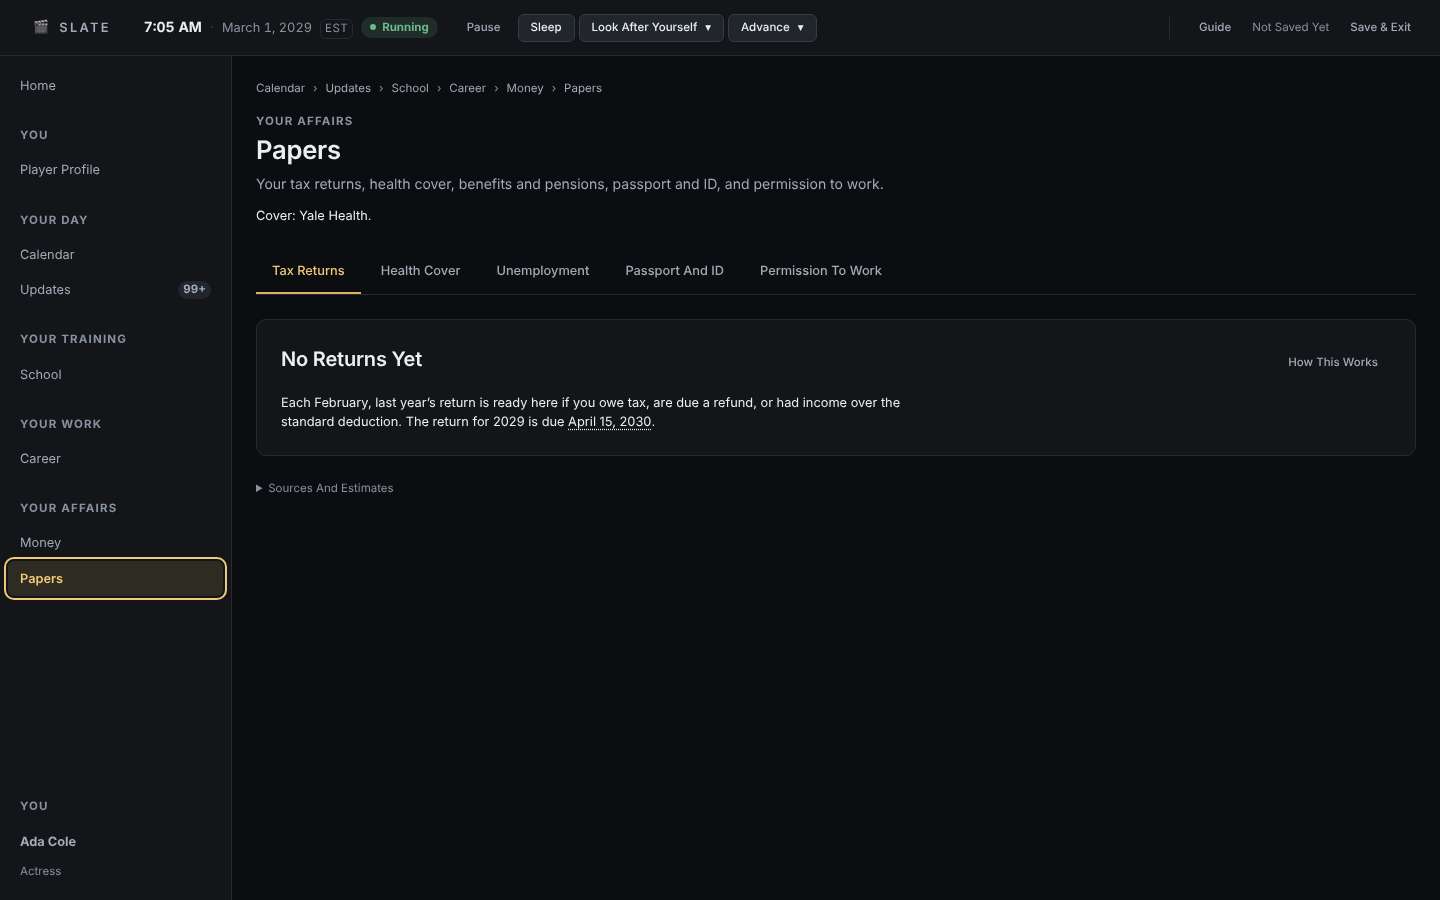 SLATE
7:05 AM · March 1, 2029 EST Running Pause Sleep Look After Yourself ▾ Advance ▾ Guide Not Saved Yet Save & Exit
Home
YOU
Player Profile
YOUR DAY
Calendar
Updates 99+
YOUR TRAINING
School
YOUR WORK
Career
YOUR AFFAIRS
Money
Papers
YOU
Ada Cole
Actress
Calendar › Updates › School › Career › Money › Papers
YOUR AFFAIRS
Papers
Your tax returns, health cover, benefits and pensions, passport and ID, and permission to work.
Cover: Yale Health.
Tax Returns Health Cover Unemployment Passport And ID Permission To Work
No Returns Yet How This Works
Each February, last year’s return is ready here if you owe tax, are due a refund, or had income over the
standard deduction. The return for 2029 is due April 15, 2030.
▶ Sources And Estimates